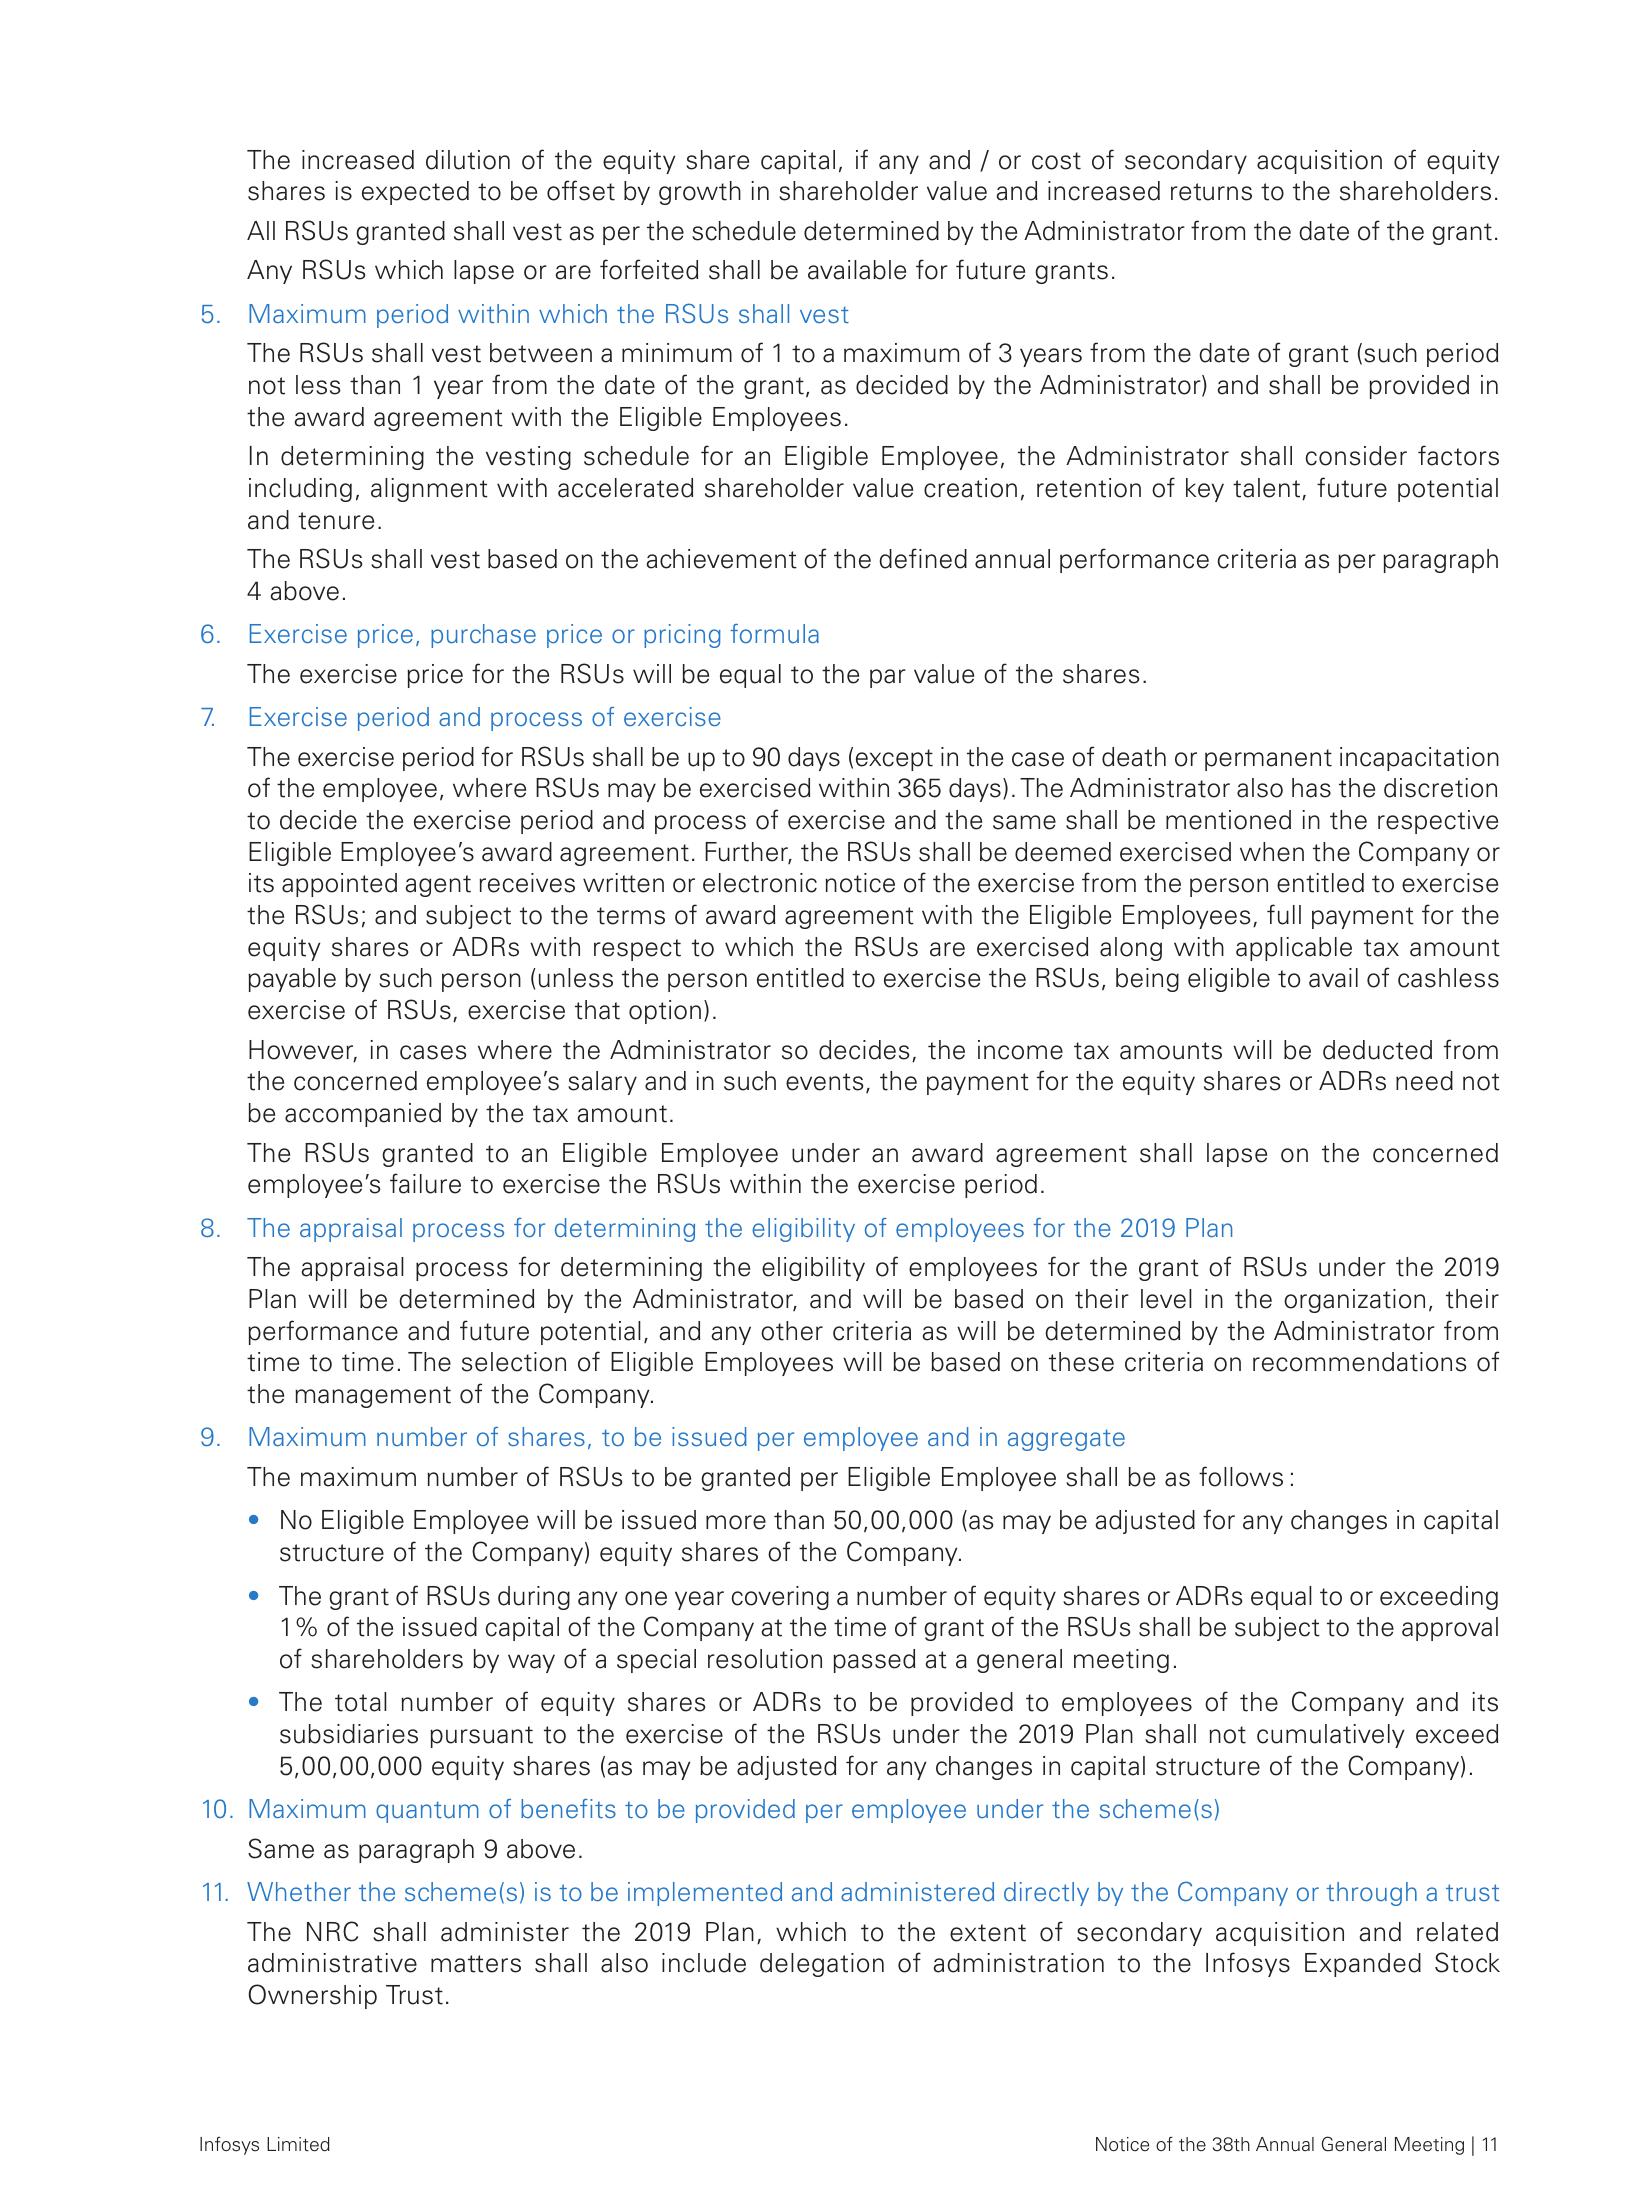 The increased dilution of the equity share capital, if any and / or cost of secondary acquisition of equity
shares is expected to be offset by growth in shareholder value and increased returns to the shareholders.
All RSUs granted shall vest as per the schedule determined by the Administrator from the date of the grant.
Any RSUs which lapse or are forfeited shall be available for future grants.
5. Maximum period within which the RSUs shall vest
The RSUs shall vest between a minimum of 1 to a maximum of 3 years from the date of grant (such period
not less than 1 year from the date of the grant, as decided by the Administrator) and shall be provided in
the award agreement with the Eligible Employees.
In determining the vesting schedule for an Eligible Employee, the Administrator shall consider factors
including, alignment with accelerated shareholder value creation, retention of key talent, future potential
and tenure.
The RSUs shall vest based on the achievement of the defined annual performance criteria as per paragraph
4 above.
6. Exercise price, purchase price or pricing formula
The exercise price for the RSUs will be equal to the par value of the shares.
7. Exercise period and process of exercise
The exercise period for RSUs shall be up to 90 days (except in the case of death or permanent incapacitation
of the employee, where RSUs may be exercised within 365 days). The Administrator also has the discretion
to decide the exercise period and process of exercise and the same shall be mentioned in the respective
Eligible Employee’s award agreement. Further, the RSUs shall be deemed exercised when the Company or
its appointed agent receives written or electronic notice of the exercise from the person entitled to exercise
the RSUs; and subject to the terms of award agreement with the Eligible Employees, full payment for the
equity shares or ADRs with respect to which the RSUs are exercised along with applicable tax amount
payable by such person (unless the person entitled to exercise the RSUs, being eligible to avail of cashless
exercise of RSUs, exercise that option).
However, in cases where the Administrator so decides, the income tax amounts will be deducted from
the concerned employee’s salary and in such events, the payment for the equity shares or ADRs need not
be accompanied by the tax amount.
The RSUs granted to an Eligible Employee under an award agreement shall lapse on the concerned
employee’s failure to exercise the RSUs within the exercise period.
8. The appraisal process for determining the eligibility of employees for the 2019 Plan
The appraisal process for determining the eligibility of employees for the grant of RSUs under the 2019
Plan will be determined by the Administrator, and will be based on their level in the organization, their
performance and future potential, and any other criteria as will be determined by the Administrator from
time to time. The selection of Eligible Employees will be based on these criteria on recommendations of
the management of the Company.
9. Maximum number of shares, to be issued per employee and in aggregate
The maximum number of RSUs to be granted per Eligible Employee shall be as follows :
• No Eligible Employee will be issued more than 50,00,000 (as may be adjusted for any changes in capital
structure of the Company) equity shares of the Company.
• The grant of RSUs during any one year covering a number of equity shares or ADRs equal to or exceeding
1% of the issued capital of the Company at the time of grant of the RSUs shall be subject to the approval
of shareholders by way of a special resolution passed at a general meeting.
• The total number of equity shares or ADRs to be provided to employees of the Company and its
subsidiaries pursuant to the exercise of the RSUs under the 2019 Plan shall not cumulatively exceed
5,00,00,000 equity shares (as may be adjusted for any changes in capital structure of the Company).
10. Maximum quantum of benefits to be provided per employee under the scheme(s)
Same as paragraph 9 above.
11. Whether the scheme(s) is to be implemented and administered directly by the Company or through a trust
The NRC shall administer the 2019 Plan, which to the extent of secondary acquisition and related
administrative matters shall also include delegation of administration to the Infosys Expanded Stock
Ownership Trust.
Infosys Limited
Notice of the 38th Annual General Meeting | 11